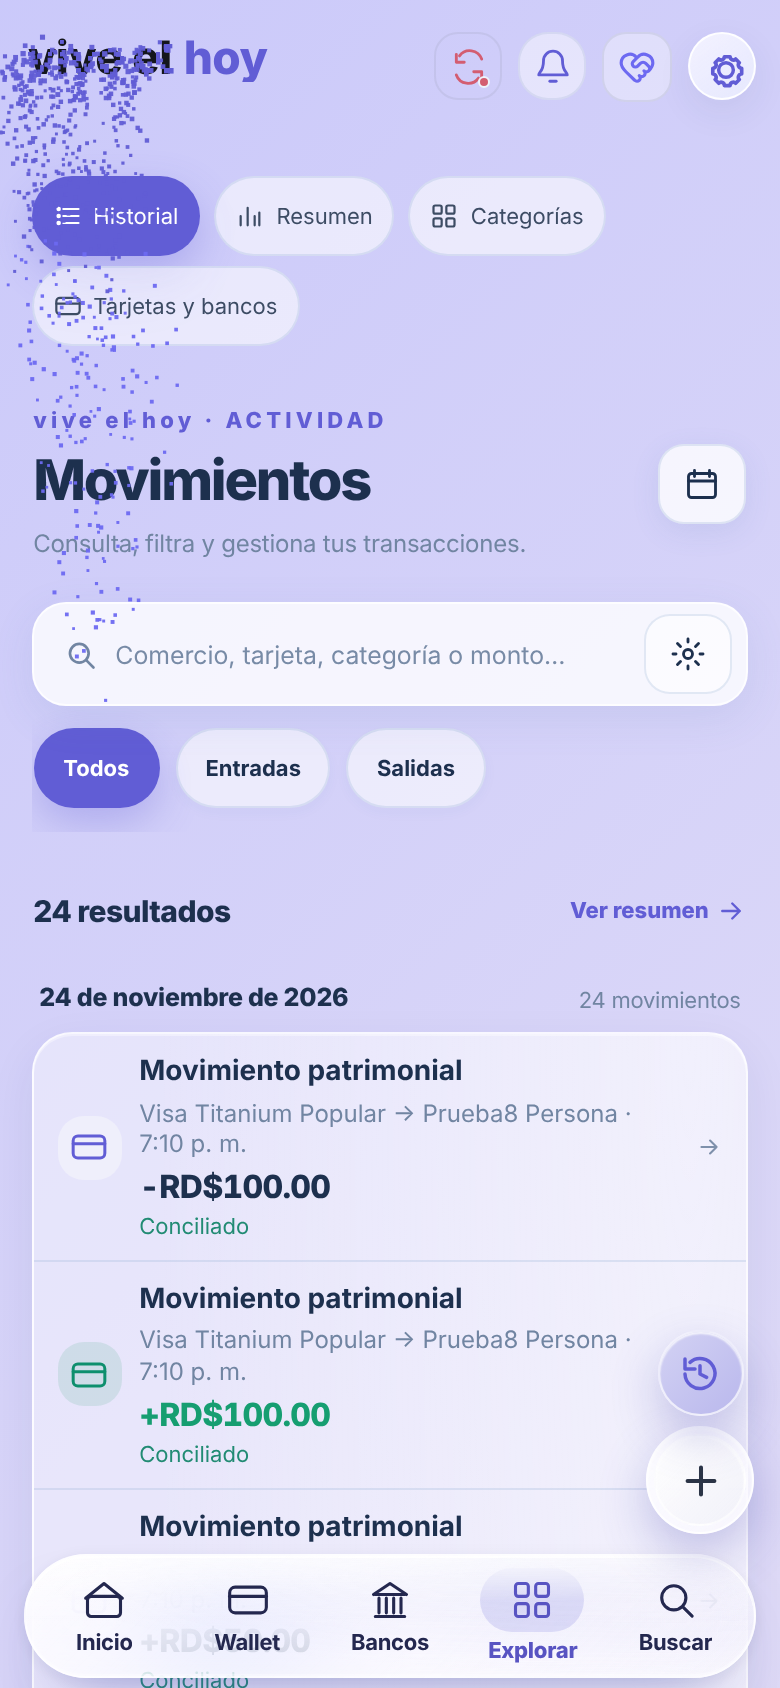 vive el hoy
Historial
Resumen
Categorías
Tarjetas y bancos
vive el hoy · ACTIVIDAD
Movimientos
Consulta, filtra y gestiona tus transacciones.
Comercio, tarjeta, categoría o monto...
Todos
Entradas
Salidas
24 resultados
Ver resumen →
24 de noviembre de 2026
24 movimientos
Movimiento patrimonial
Visa Titanium Popular → Prueba8 Persona ·
7:10 p. m.
-RD$100.00
Conciliado
Movimiento patrimonial
Visa Titanium Popular → Prueba8 Persona ·
7:10 p. m.
+RD$100.00
Conciliado
Movimiento patrimonial
Inicio
Wallet
Bancos
Explorar
Buscar
Conciliado